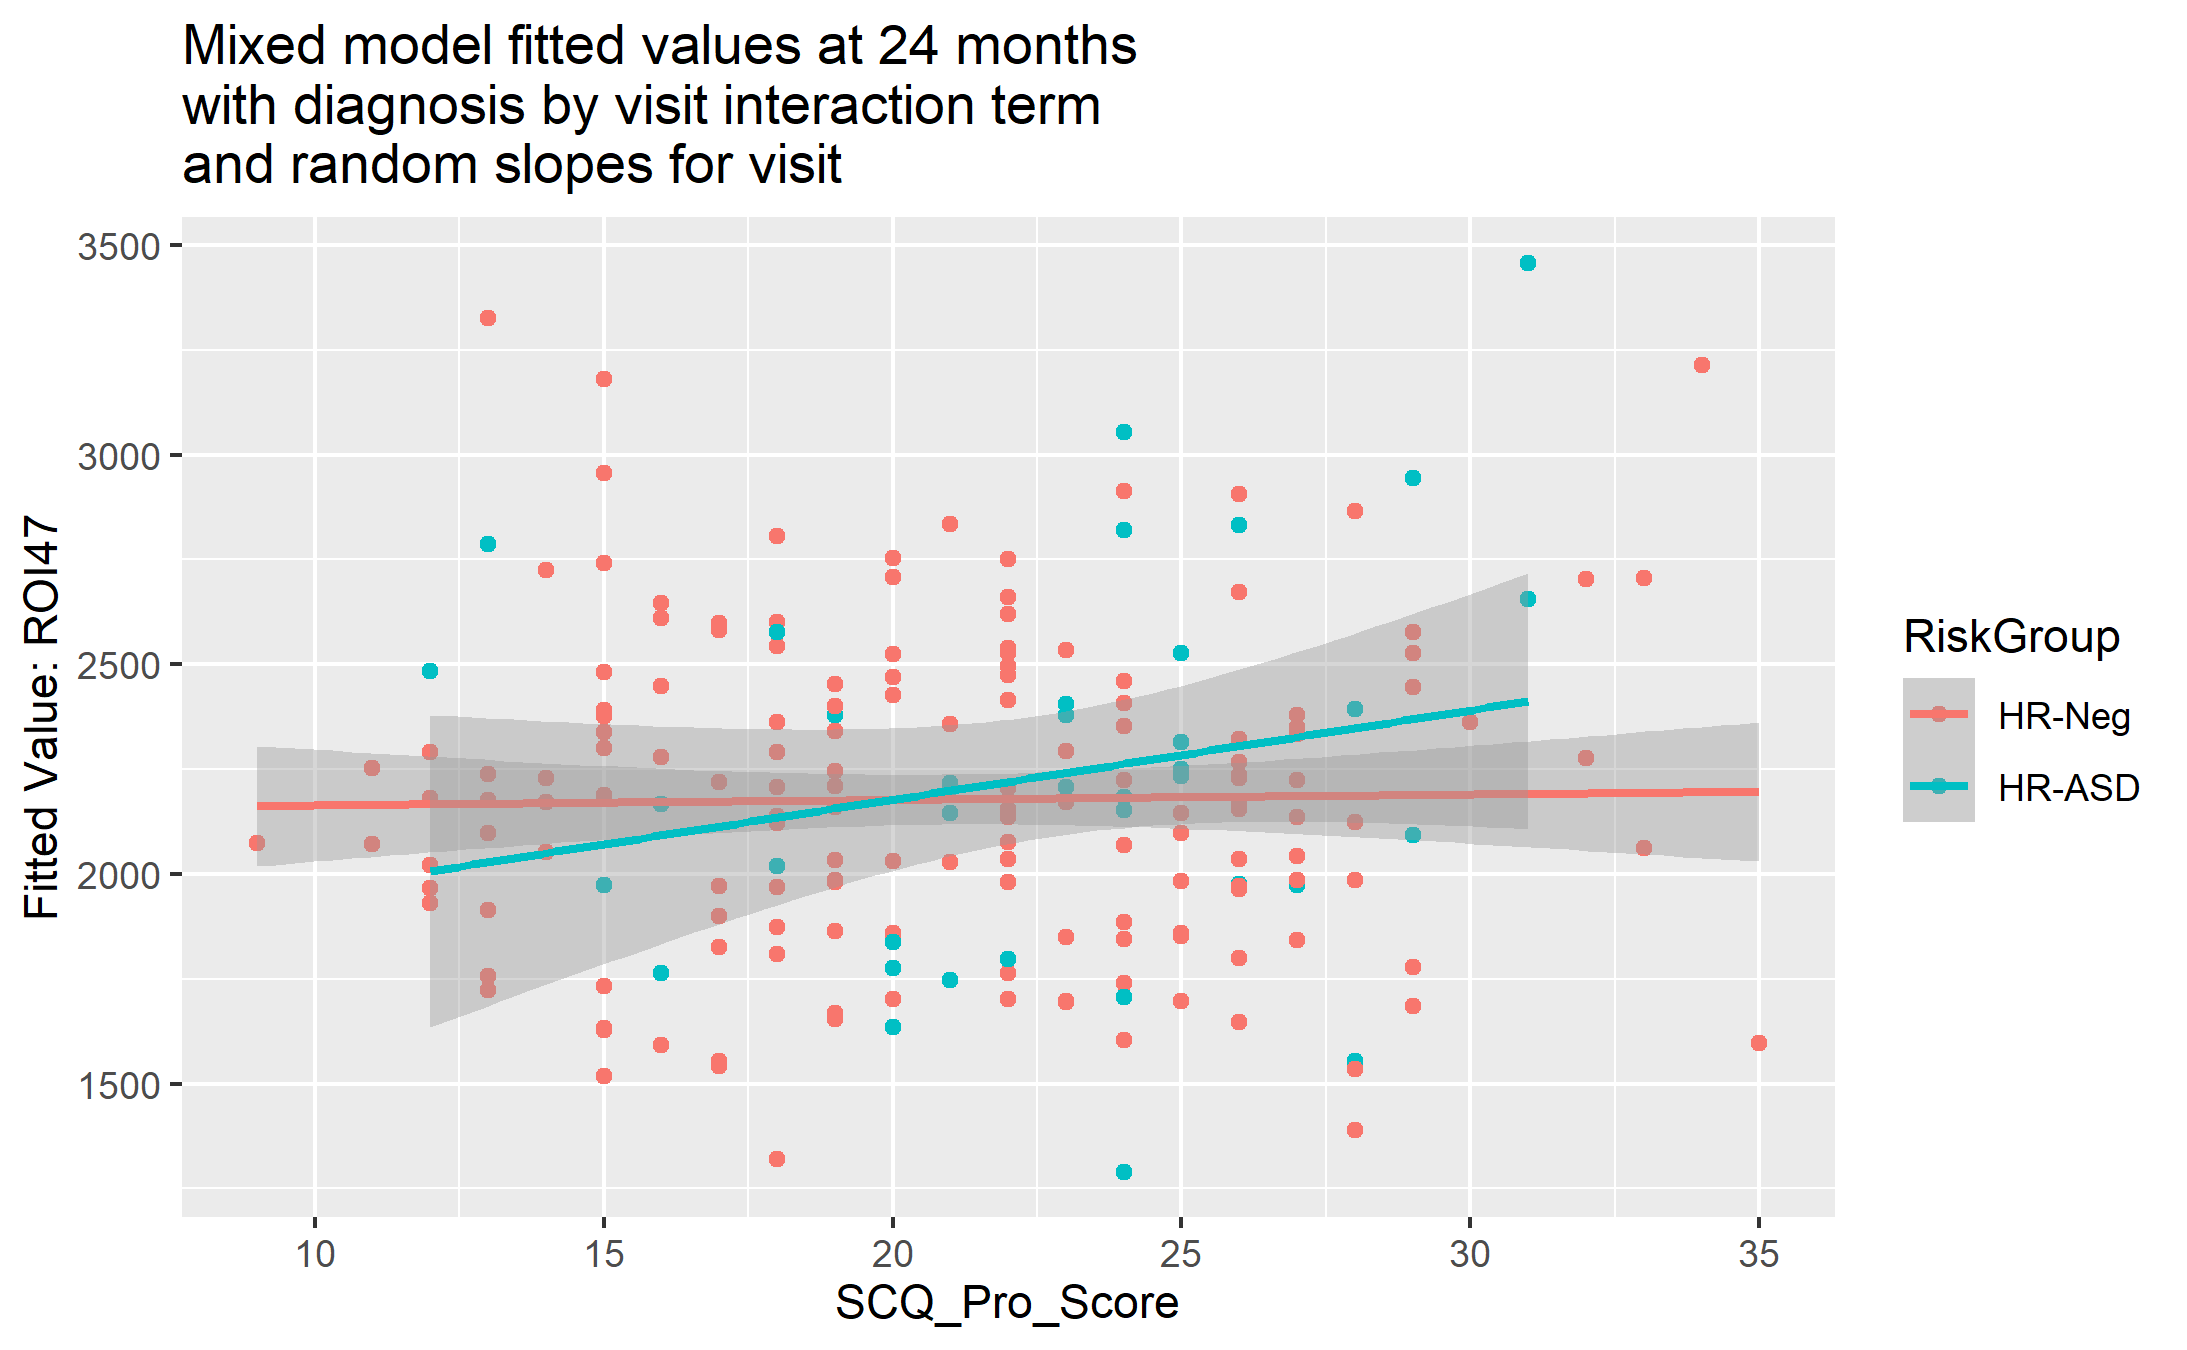 Mixed model fitted values at 24 months
with diagnosis by visit interaction term
and random slopes for visit
3500
3000
2500
2000
1500
Fitted Value: ROI47
10 15 20 25 30 35
SCQ_Pro_Score
RiskGroup
HR-Neg
HR-ASD